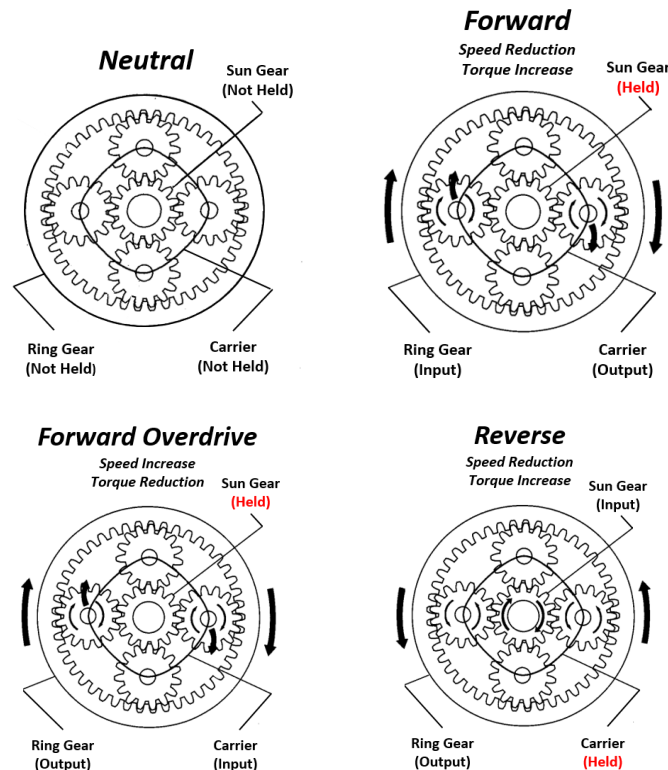 Neutral
Sun Gear
(Not Held)
Ring Gear
(Not Held)
Carrier
(Not Held)
Forward
Speed Reduction
Torque Increase
Sun Gear
(Held)
Ring Gear
(Input)
Carrier
(Output)
Forward Overdrive
Speed Increase
Torque Reduction
Sun Gear
(Held)
Ring Gear
(Output)
Carrier
(Input)
Reverse
Speed Reduction
Torque Increase
Sun Gear
(Input)
Ring Gear
(Output)
Carrier
(Held)